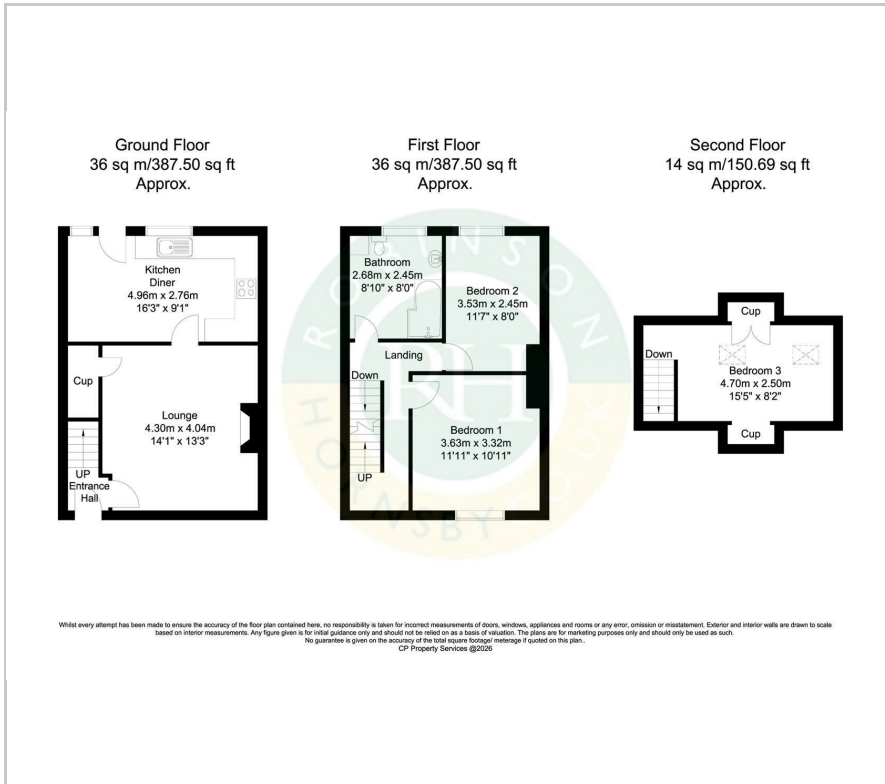 Ground Floor
36 sq m/387.50 sq ft
Approx.
Kitchen
Diner
4.96m x 2.76m
16'3" x 9'1"
Cup
Lounge
4.30m x 4.04m
14'1" x 13'3"
UP
Entrance
Hall
First Floor
36 sq m/387.50 sq ft
Approx.
Bathroom
2.68m x 2.45m
8'10" x 8'0"
Bedroom 2
3.53m x 2.45m
11'7" x 8'0"
Landing
Down
Bedroom 1
3.63m x 3.32m
11'11" x 10'11"
UP
Second Floor
14 sq m/150.69 sq ft
Approx.
Cup
Down
Bedroom 3
4.70m x 2.50m
15'5" x 8'2"
Cup
ROBINSON
RH
HORNSBY.CO.UK
Whilst every attempt has been made to ensure the accuracy of the floor plan contained here, no responsibility is taken for incorrect measurements of doors, windows, appliances and rooms or any error, omission or misstatement. Exterior and interior walls are drawn to scale
based on interior measurements. Any figure given is for initial guidance only and should not be relied on as a basis of valuation. The plans are for marketing purposes only and should only be used as such.
No guarantee is given on the accuracy of the total square footage/ meterage if quoted on this plan..
CP Property Services @2026